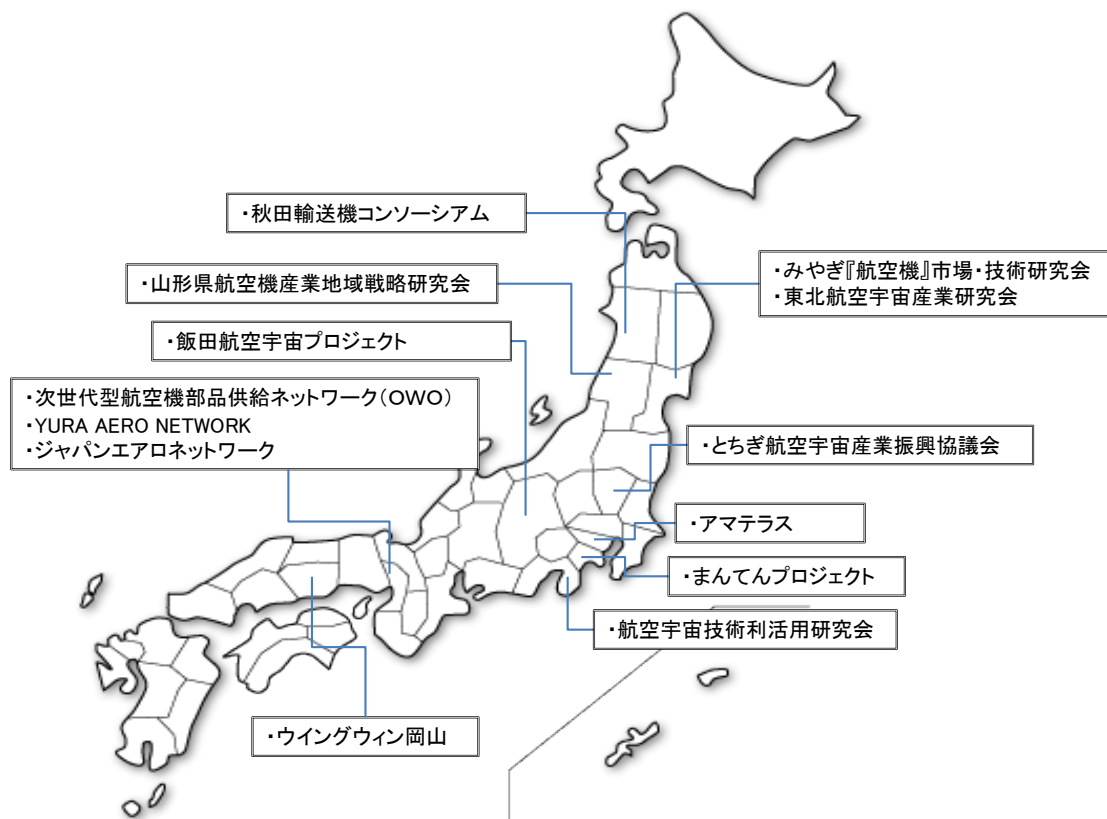 ・秋田輸送機コンソーシアム
・山形県航空機産業地域戦略研究会
・みやぎ『航空機』市場・技術研究会
・東北航空宇宙産業研究会
・飯田航空宇宙プロジェクト
・次世代型航空機部品供給ネットワーク（OWO）
・YURA AERO NETWORK
・ジャパンエアロネットワーク
・とちぎ航空宇宙産業振興協議会
・アマテラス
・まんてんプロジェクト
・航空宇宙技術利活用研究会
・ウイングウィン岡山